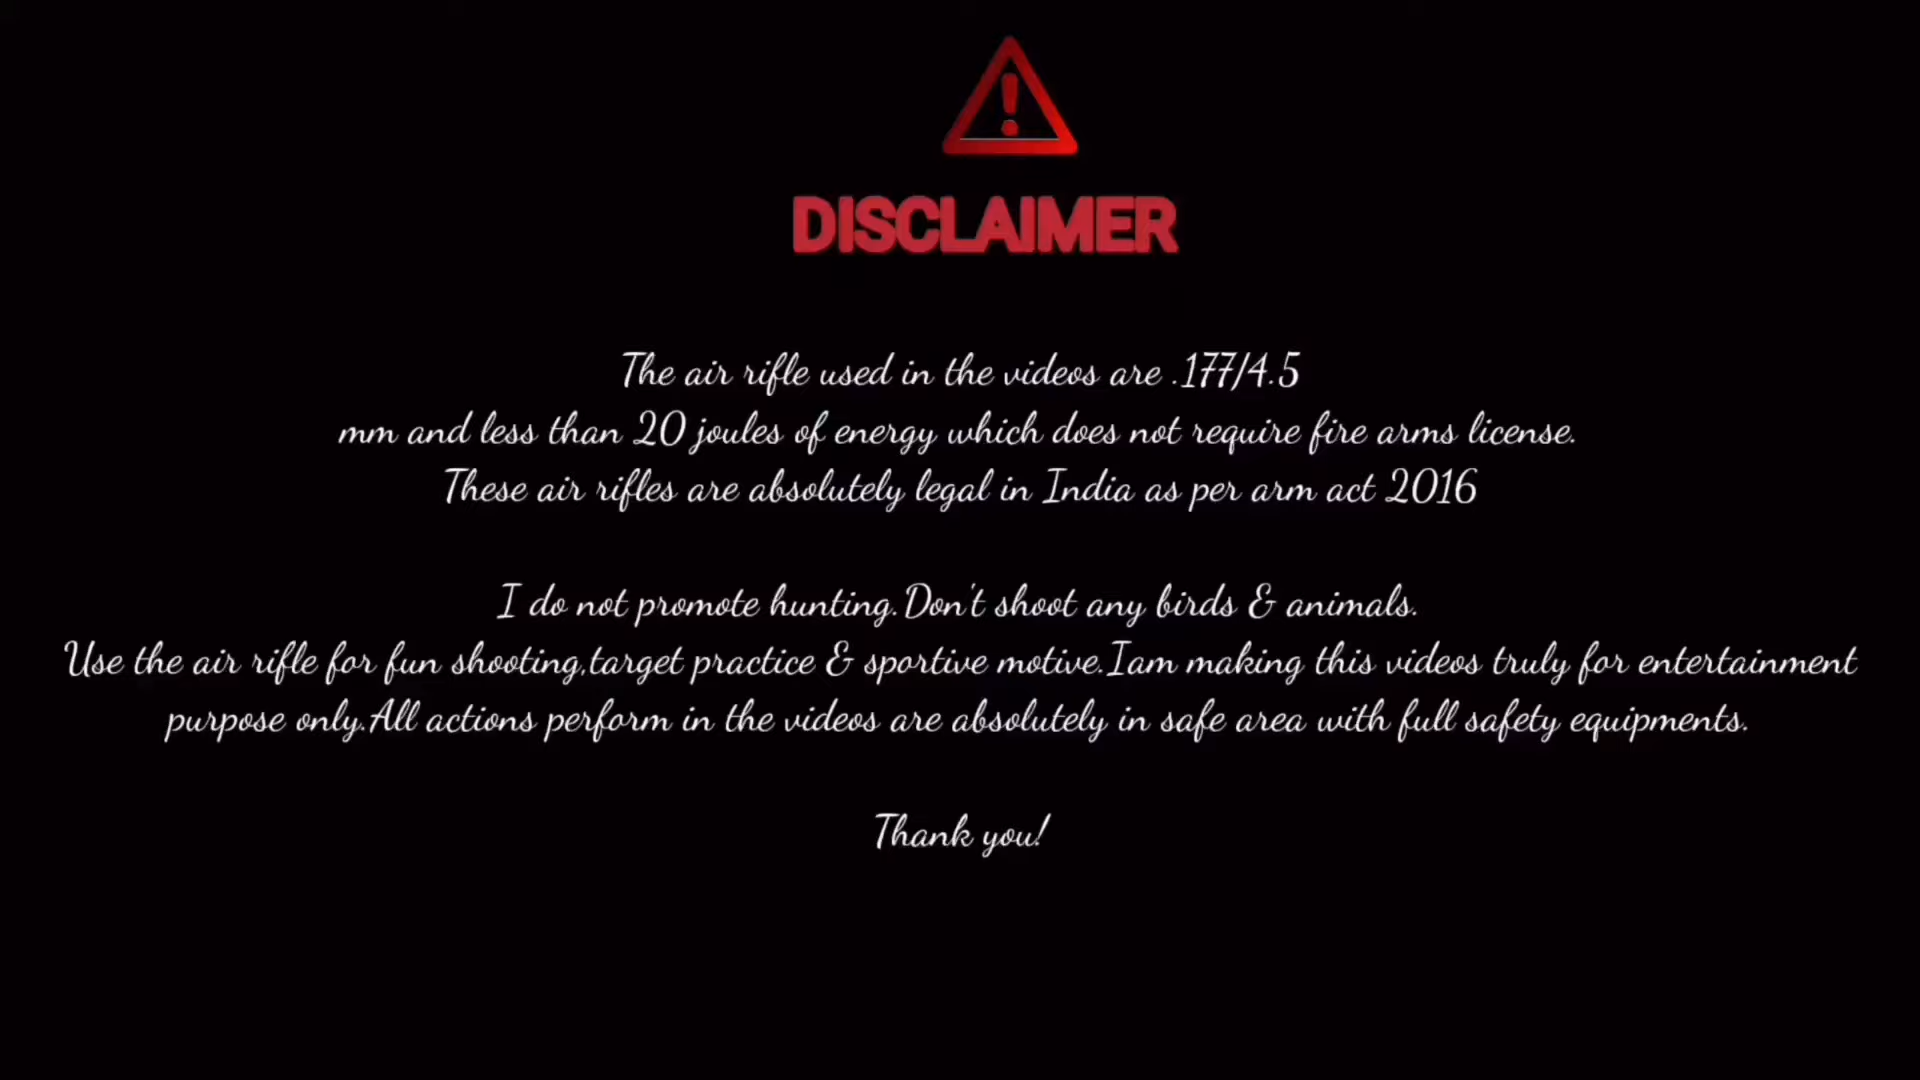 DISCLAIMER
The air rifle used in the videos are .177/4.5
mm and less than 20 joules of energy which does not require fire arms license.
These air rifles are absolutely legal in India as per arm act 2016
I do not promote hunting.Don't shoot any birds & animals.
Use the air rifle for fun shooting,target practice & sportive motive.Iam making this videos truly for entertainment
purpose only.All actions perform in the videos are absolutely in safe area with full safety equipments.
Thank you!